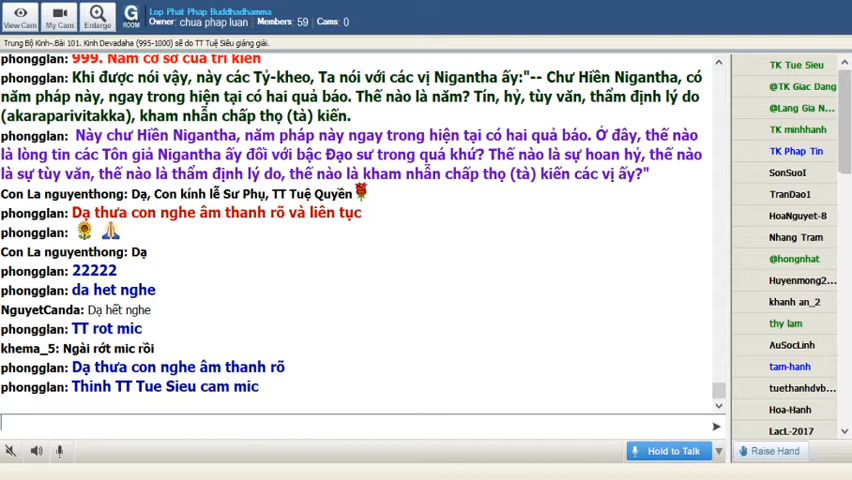 View Cam
My Cam
Enlarge
G
ROOM
Lop Phat Phap Buddhadhamma
Owner: chua phap luan Members: 59 Cams: 0
Trung Bộ Kinh-.Bài 101. Kinh Devadaha (995-1000) sẽ do TT Tuệ Siêu giảng giải.
phongglan: 999. Năm cơ sở của tri kiến
phongglan: Khi được nói vậy, này các Tỷ-kheo, Ta nói với các vị Nigantha ấy:"-- Chư Hiền Nigantha, có
năm pháp này, ngay trong hiện tại có hai quả báo. Thế nào là năm? Tín, hỷ, tùy văn, thẩm định lý do
(akaraparivitakka), kham nhẫn chấp thọ (tà) kiến.
phongglan: Này chư Hiền Nigantha, năm pháp này ngay trong hiện tại có hai quả báo. Ở đây, thế nào
là lòng tin các Tôn giả Nigantha ấy đối với bậc Đạo sư trong quá khứ? Thế nào là sự hoan hỷ, thế nào
là sự tùy văn, thế nào là thẩm định lý do, thế nào là kham nhẫn chấp thọ (tà) kiến các vị ấy?"
Con La nguyenthong: Dạ, Con kính lễ Sư Phụ, TT Tuệ Quyền
phongglan: Dạ thưa con nghe âm thanh rõ và liên tục
phongglan:
Con La nguyenthong: Dạ
phongglan: 22222
phongglan: da het nghe
NguyetCanda: Dạ hết nghe
phongglan: TT rot mic
khema_5: Ngài rớt mic rồi
phongglan: Dạ thưa con nghe âm thanh rõ
phongglan: Thinh TT Tue Sieu cam mic
Hold to Talk
Raise Hand
TK Tue Sieu
@TK Giac Dang
@Lang Gia N...
TK minhhanh
TK Phap Tin
SonSuoI
TranDao1
HoaNguyet-8
Nhang Tram
@hongnhat
Huyenmong2...
khanh an_2
thy lam
AuSocLinh
tam-hanh
tuethanhdvb...
Hoa-Hanh
LacL-2017